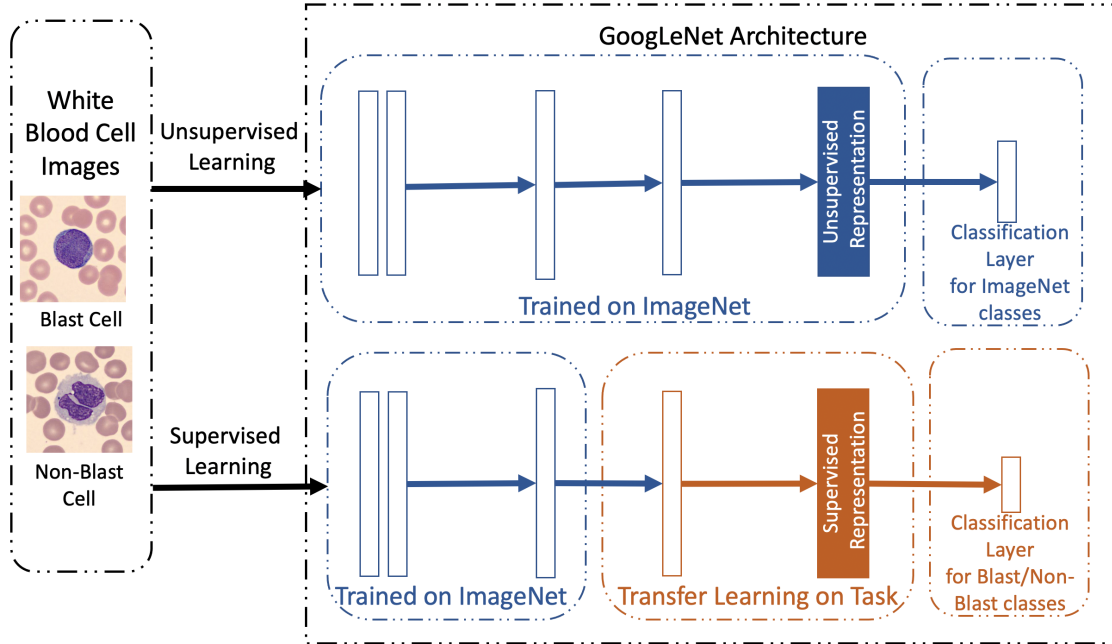 GoogLeNet Architecture
White
Blood Cell
Images
Blast Cell
Non-Blast
Cell
Unsupervised
Learning
Supervised
Learning
Unsupervised
Representation
Trained on ImageNet
Classification
Layer
for ImageNet
classes
Supervised
Representation
Trained on ImageNet
Transfer Learning on Task
Classification
Layer
for Blast/Non-
Blast classes